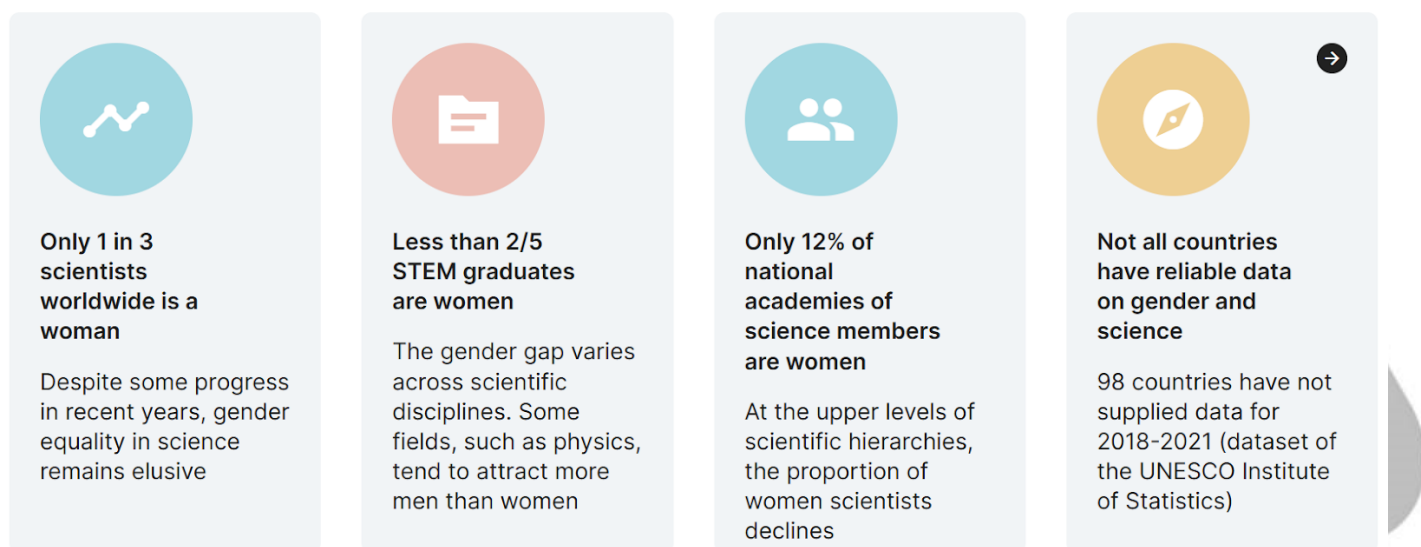 Only 1 in 3
scientists
worldwide is a
woman
Despite some progress
in recent years, gender
equality in science
remains elusive
Less than 2/5
STEM graduates
are women
The gender gap varies
across scientific
disciplines. Some
fields, such as physics,
tend to attract more
men than women
Only 12% of
national
academies of
science members
are women
At the upper levels of
scientific hierarchies,
the proportion of
women scientists
declines
Not all countries
have reliable data
on gender and
science
98 countries have not
supplied data for
2018-2021 (dataset of
the UNESCO Institute
of Statistics)